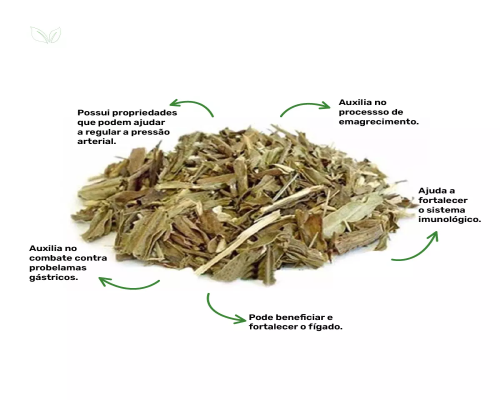 Possui propriedades
que podem ajudar
a regular a pressão
arterial.
Auxilia no
processso de
emagrecimento.
Ajuda a
fortalecer
o sistema
imunológico.
Auxilia no
combate contra
probelamas
gástricos.
Pode beneficiar e
fortalecer o fígado.